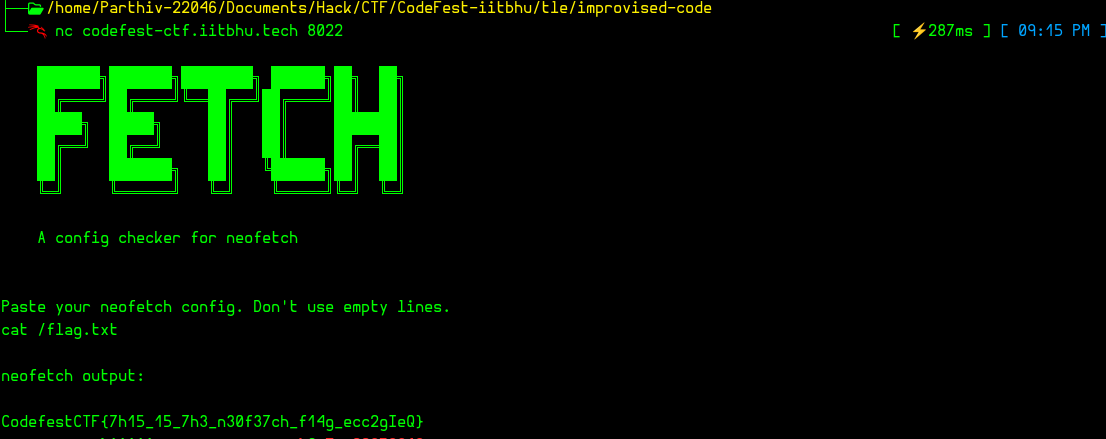 /home/Parthiv-22046/Documents/Hack/CTF/CodeFest-iitbhu/tle/improvised-code
nc codefest-ctf.iitbhu.tech 8022 [ ⚡287ms ] [ 09:15 PM ]
FETCH
A config checker for neofetch
Paste your neofetch config. Don't use empty lines.
cat /flag.txt
neofetch output:
CodefestCTF{7h15_15_7h3_n30f37ch_f14g_ecc2gIeQ}